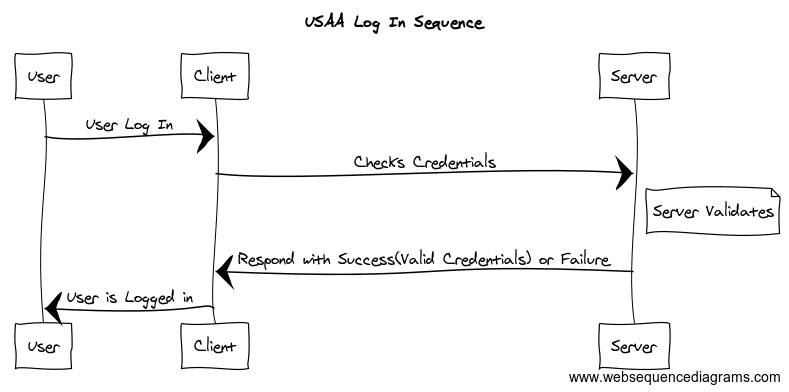 USAA Log In Sequence
User
Client
Server
User Log In
Checks Credentials
Server Validates
Respond with Success(Valid Credentials) or Failure
User is Logged in
User
Client
Server
www.websequencediagrams.com